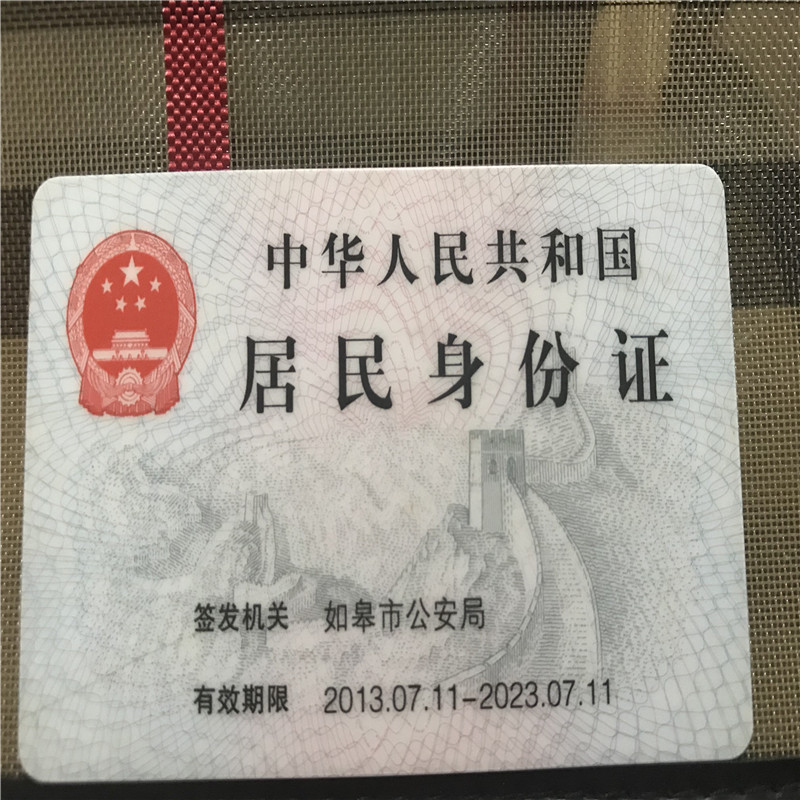 中华人民共和国
居民身份证
签发机关 如皋市公安局
有效期限 2013.07.11-2023.07.11